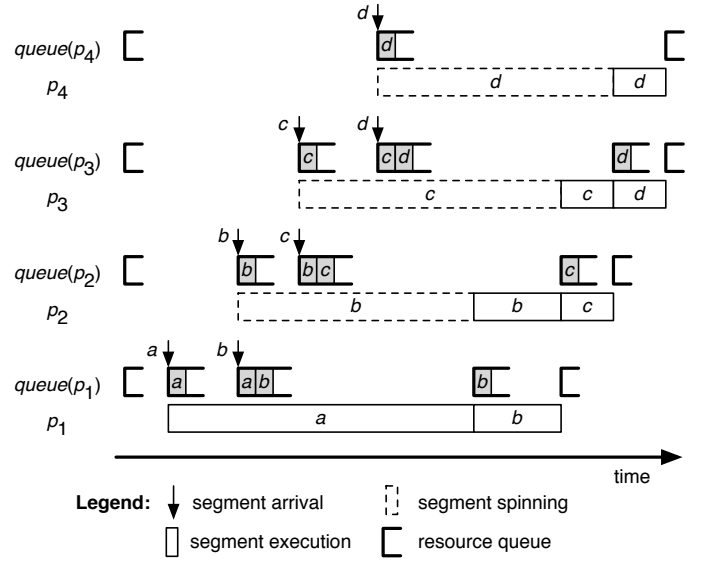 d
queue(p4) d
p4 d d
c d
queue(p3) c c d d
p3 c c d
b c
queue(p2) b b c c
p2 b b c
a b
queue(p1) a a b b
p1 a b
time
Legend: segment arrival segment spinning
segment execution resource queue